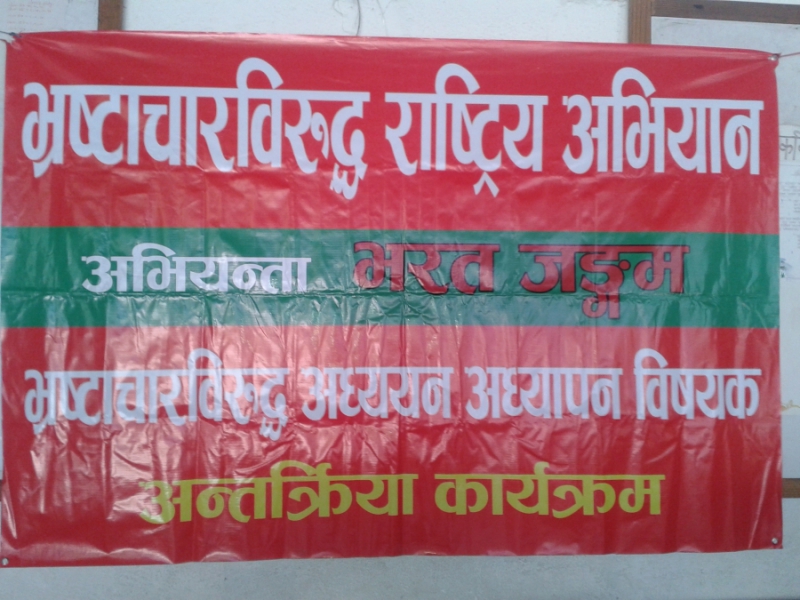 भ्रष्टाचारविरुद्ध राष्ट्रिय अभियान
अभियन्ता भरत जङ्गम
भ्रष्टाचारविरुद्ध अध्ययन अध्यापन विषयक
अन्तर्क्रिया कार्यक्रम